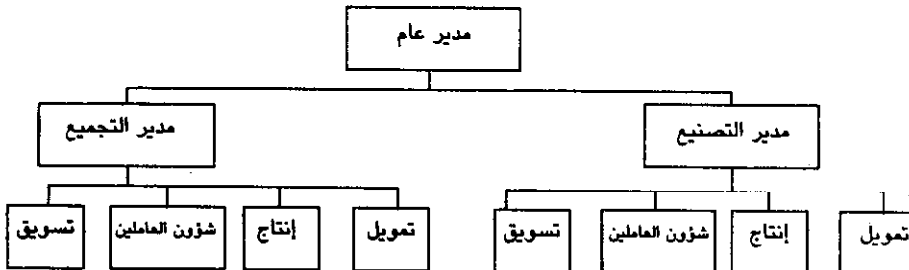 مدير عام
مدير التصنيع
مدير التجميع
تمويل
إنتاج
شؤون العاملين
تسويق
تمويل
إنتاج
شؤون العاملين
تسويق